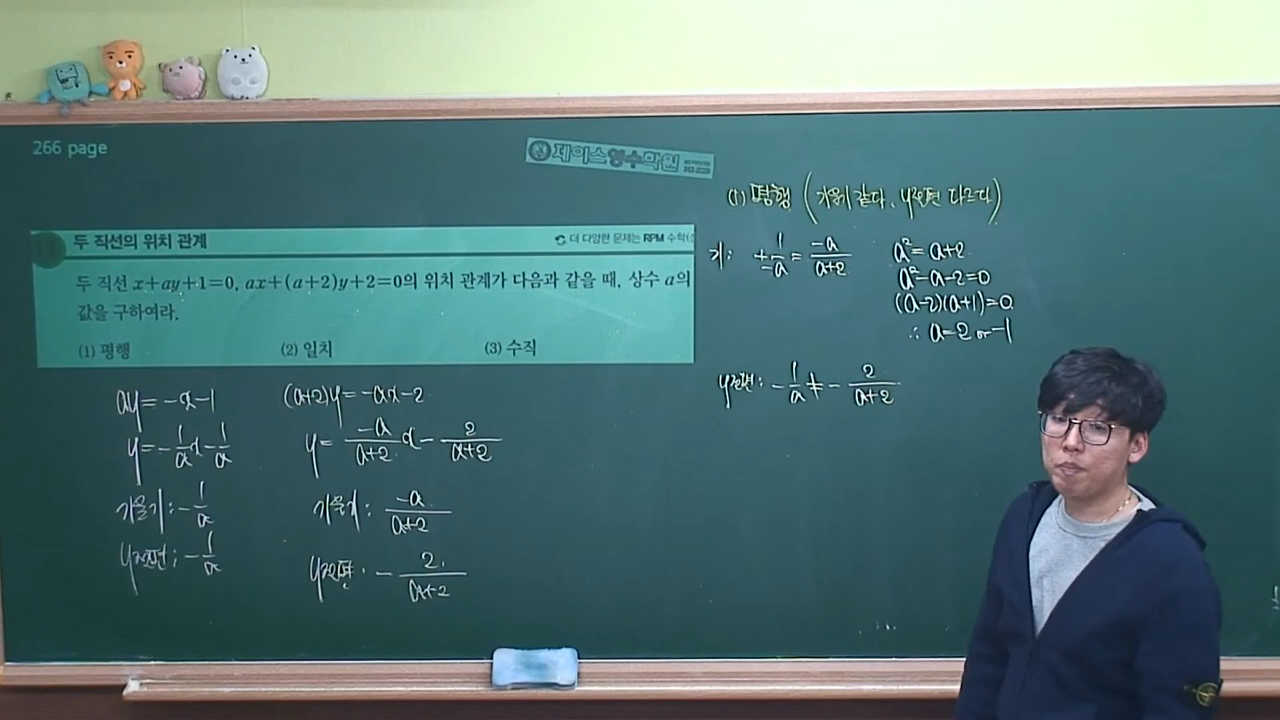 266 page
제이스영수학원
두 직선의 위치 관계
더 다양한 문제는 RPM 수학(상
두 직선 x+ay+1=0, ax+(a+2)y+2=0의 위치 관계가 다음과 같을 때, 상수 a의
값을 구하여라.
(1) 평행 (2) 일치 (3) 수직
ay=-x-1
y=-1/a x-1/a
기울기: -1/a
y절편: -1/a
(a+2)y=-ax-2
y=-a/(a+2) x-2/(a+2)
기울기: -a/(a+2)
y절편: -2/(a+2)
(1) 평행 (기울기 같다, y절편 다르다)
기: +1/-a = -a/(a+2)
a²=a+2
a²-a-2=0
(a-2)(a+1)=0
∴ a=2 or -1
y절편: -1/a ≠ -2/(a+2)